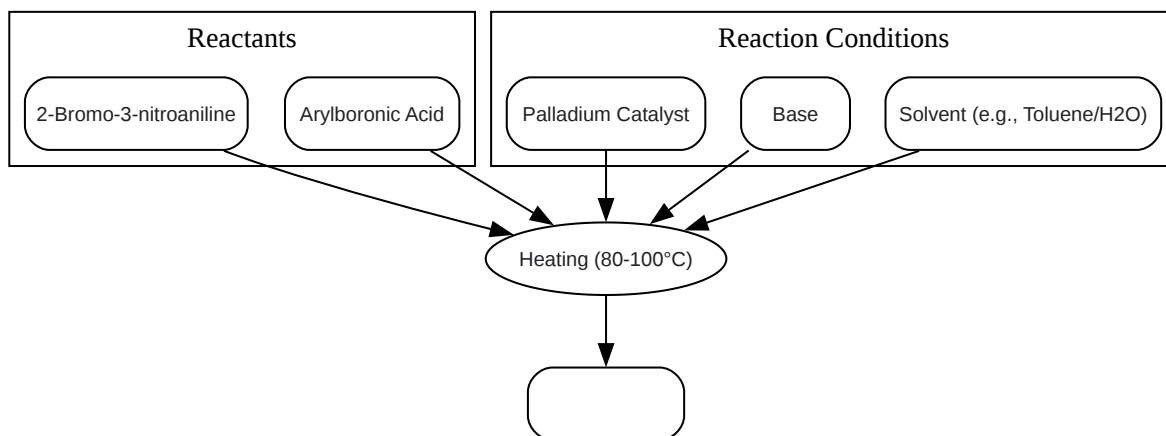 Reactants
Reaction Conditions
2-Bromo-3-nitroaniline
Arylboronic Acid
Palladium Catalyst
Base
Solvent (e.g., Toluene/H2O)
Heating (80-100°C)